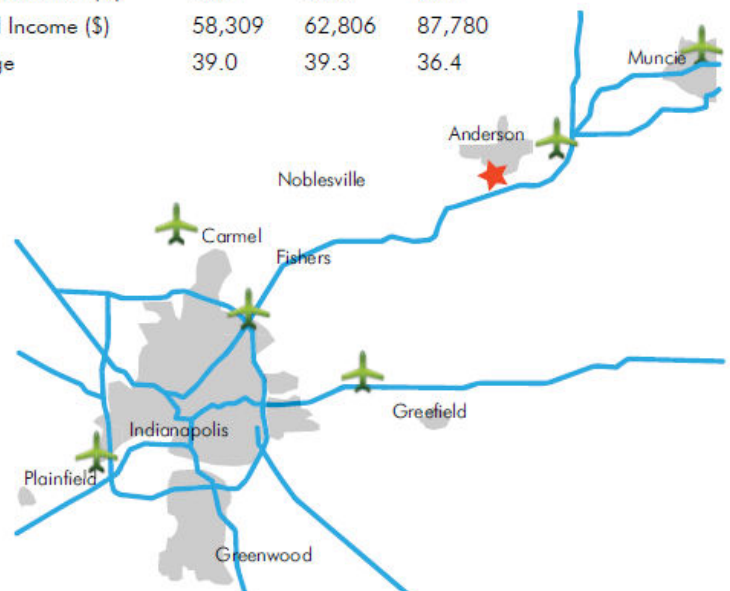 Income ($) 58,309 62,806 87,780
39.0 39.3 36.4
Muncie
Anderson
Noblesville
Carmel
Fishers
Greefield
Indianapolis
Plainfield
Greenwood